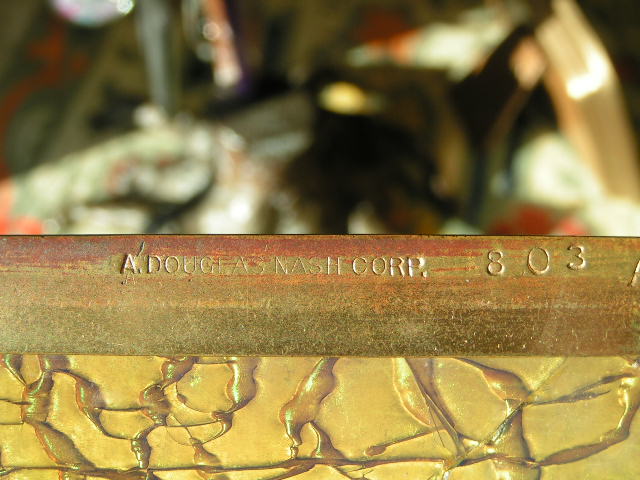 A. DOUGLAS NASH CORP. 803